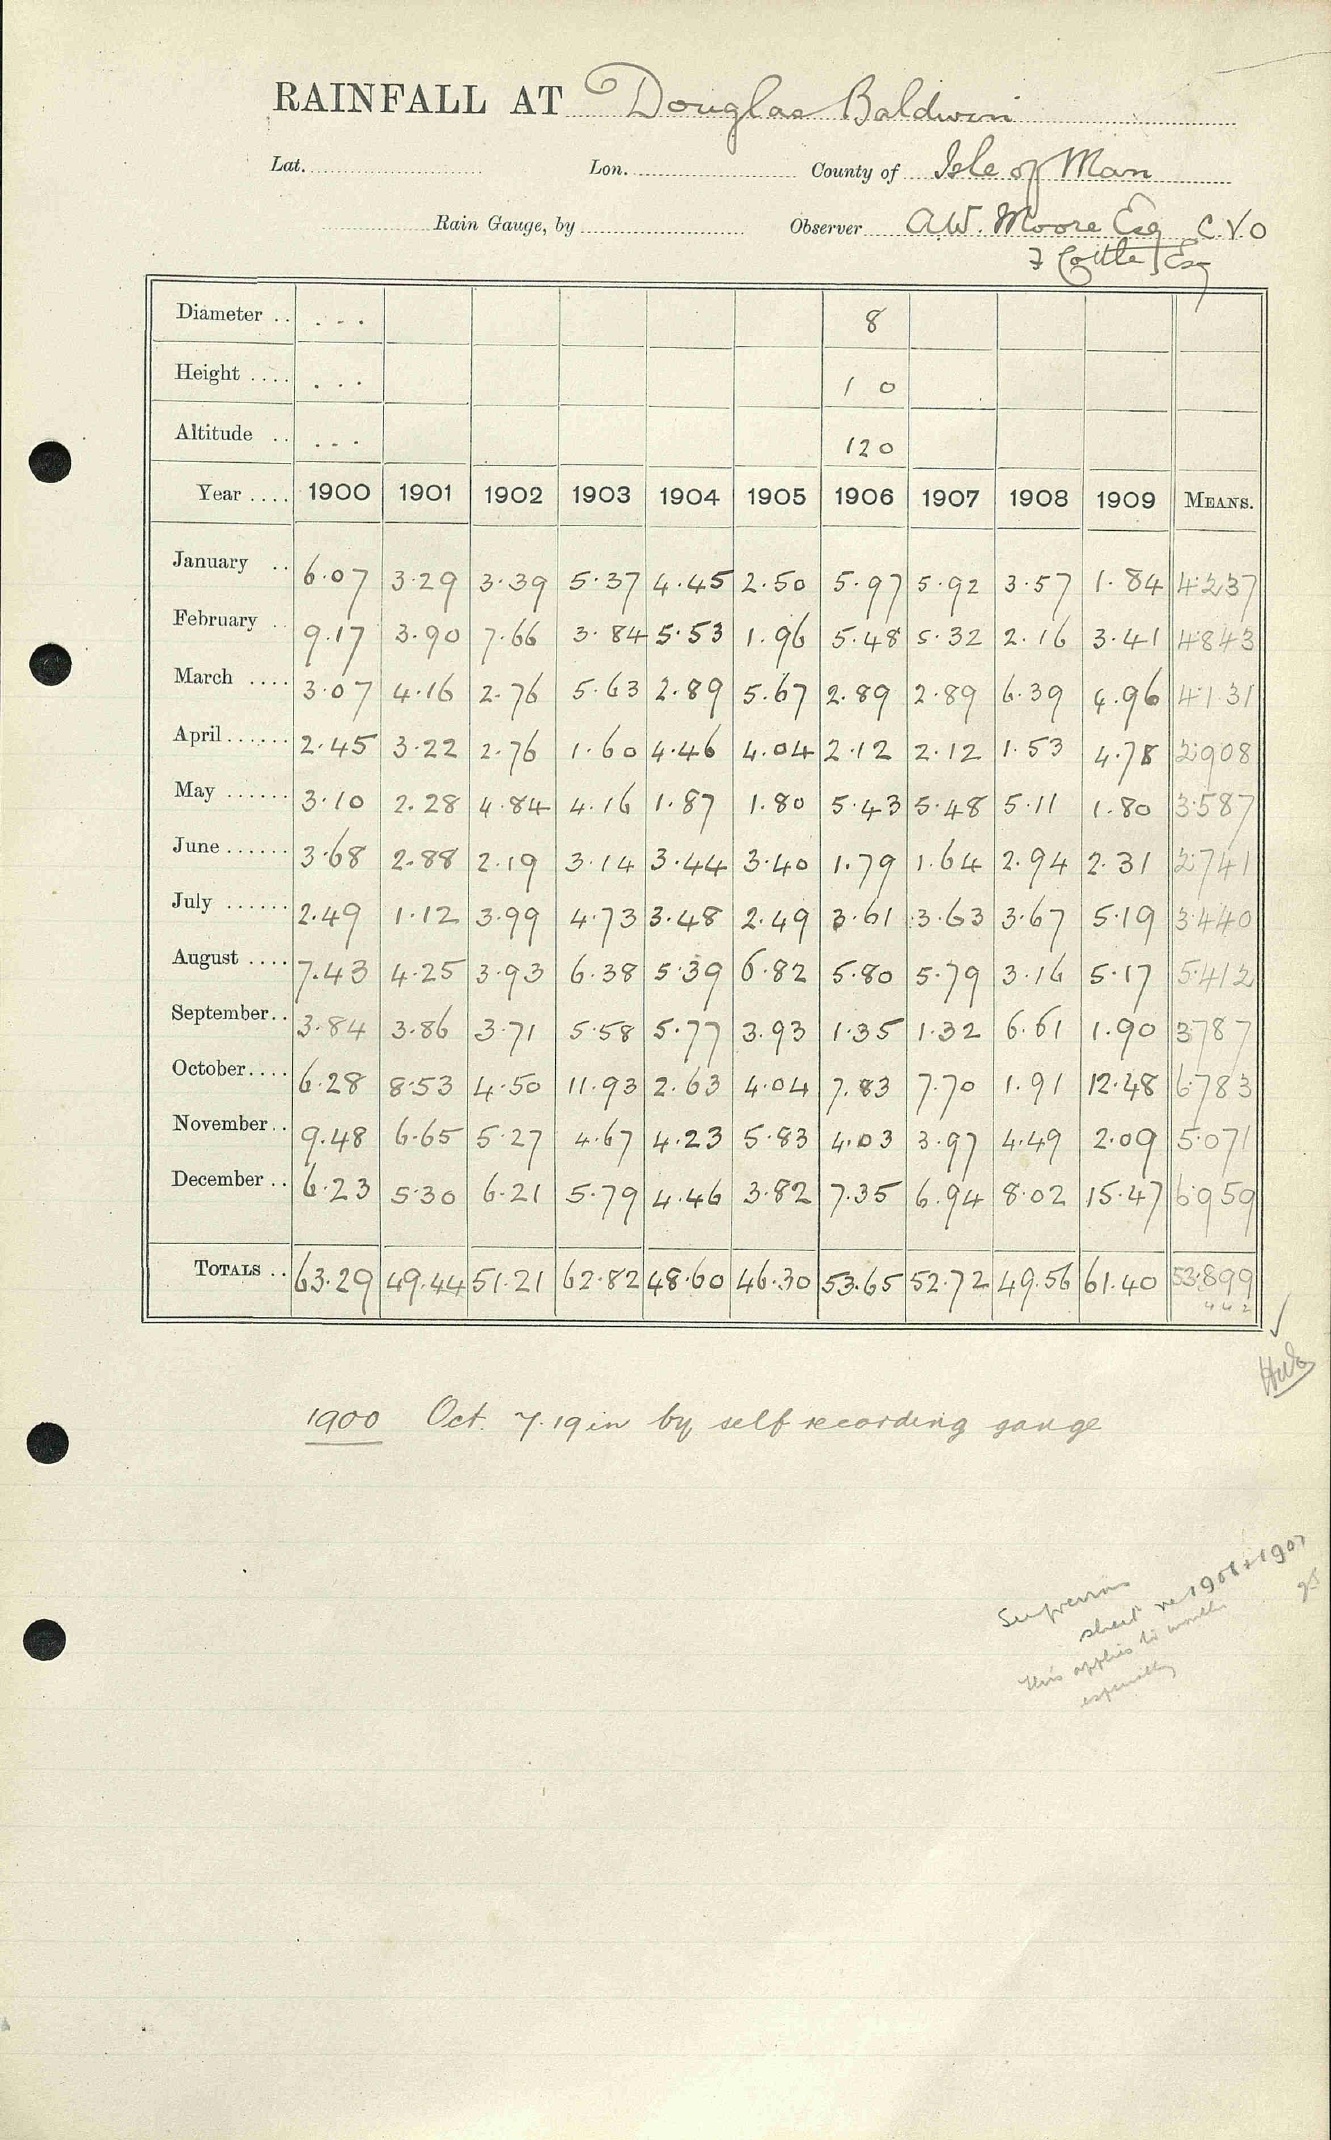 RAINFALL AT Douglas Baldwin
Lat. Lon. County of Isle of Man
Rain Gauge, by Observer A.W. Moore Esq C.V.O
F Cottle Esq
Diameter .. ... 8
Height .... ... 1 0
Altitude .. ... 120
Year .... 1900 1901 1902 1903 1904 1905 1906 1907 1908 1909 MEANS.
January .. 6.07 3.29 3.39 5.37 4.45 2.50 5.97 5.92 3.57 1.84 4.237
February .. 9.17 3.90 7.66 3.84 5.53 1.96 5.48 5.32 2.16 3.41 4.843
March .... 3.07 4.16 2.76 5.63 2.89 5.67 2.89 2.89 6.39 4.96 4.131
April ...... 2.45 3.22 2.76 1.60 4.46 4.04 2.12 2.12 1.53 4.78 2.908
May ...... 3.10 2.28 4.84 4.16 1.87 1.80 5.43 5.48 5.11 1.80 3.587
June ...... 3.68 2.88 2.19 3.14 3.44 3.40 1.79 1.64 2.94 2.31 2.741
July ...... 2.49 1.12 3.99 4.73 3.48 2.49 3.61 3.63 3.67 5.19 3.440
August .... 7.43 4.25 3.93 6.38 5.39 6.82 5.80 5.79 3.16 5.17 5.412
September .. 3.84 3.86 3.71 5.58 5.77 3.93 1.35 1.32 6.61 1.90 3.787
October .... 6.28 8.53 4.50 11.93 2.63 4.04 7.83 7.70 1.91 12.48 6.783
November .. 9.48 6.65 5.27 4.67 4.23 5.83 4.03 3.97 4.49 2.09 5.071
December .. 6.23 5.30 6.21 5.79 4.46 3.82 7.35 6.94 8.02 15.47 6.959
TOTALS .. 63.29 49.44 51.21 62.82 48.60 46.30 53.65 52.72 49.56 61.40 53.899
1900 Oct. 7.19 in by self recording gauge
sheet re 1907
This applies to months
especially